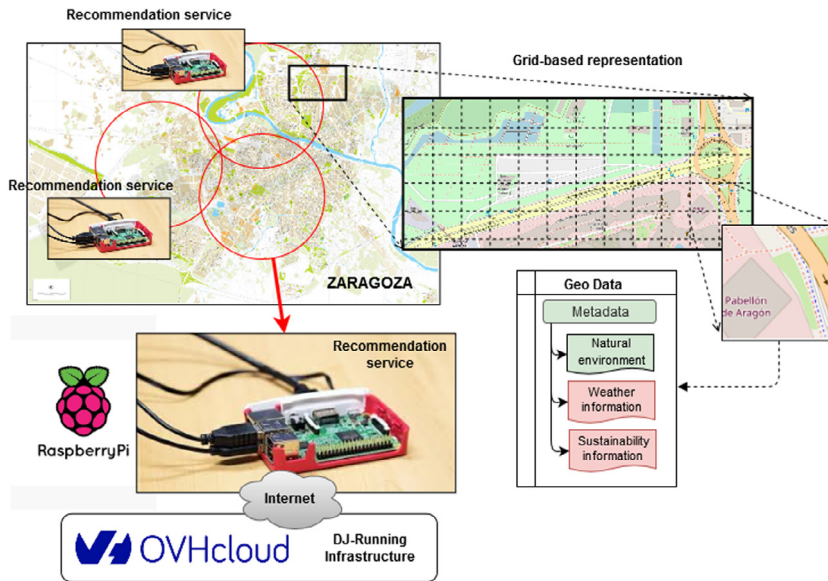 Recommendation service
Grid-based representation
Recommendation service
ZARAGOZA
Pabellón
de Aragón
Geo Data
Metadata
Natural
environment
Weather
information
Sustainability
information
Recommendation
service
RaspberryPi
Internet
OVHcloud
DJ-Running
Infrastructure